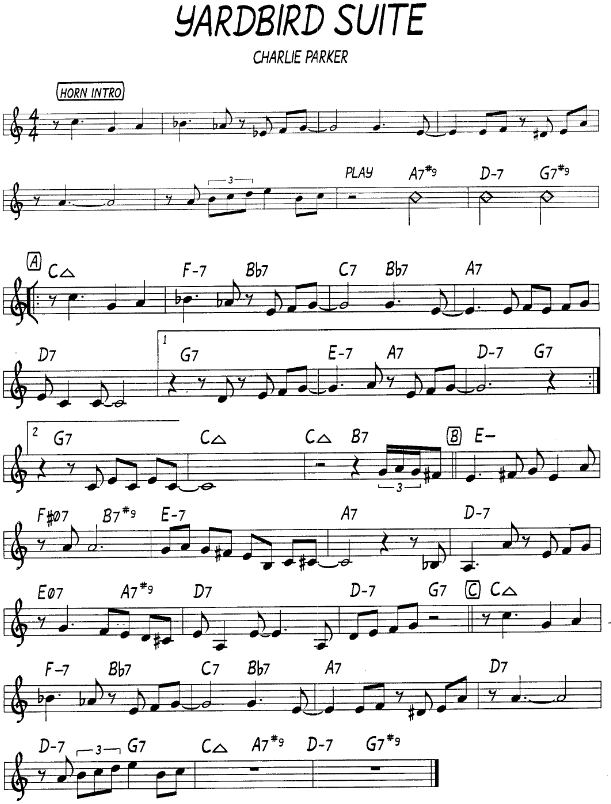 YARDBIRD SUITE
CHARLIE PARKER
HORN INTRO
4
4
3 PLAY A7#9 D-7 G7#9
A C△ F-7 Bb7 C7 Bb7 A7
D7 1 G7 E-7 A7 D-7 G7
2 G7 C△ C△ B7 B E-
3
F#ø7 B7#9 E-7 A7 D-7
Eø7 A7#9 D7 D-7 G7 C C△
F-7 Bb7 C7 Bb7 A7 D7
D-7 3 G7 C△ A7#9 D-7 G7#9